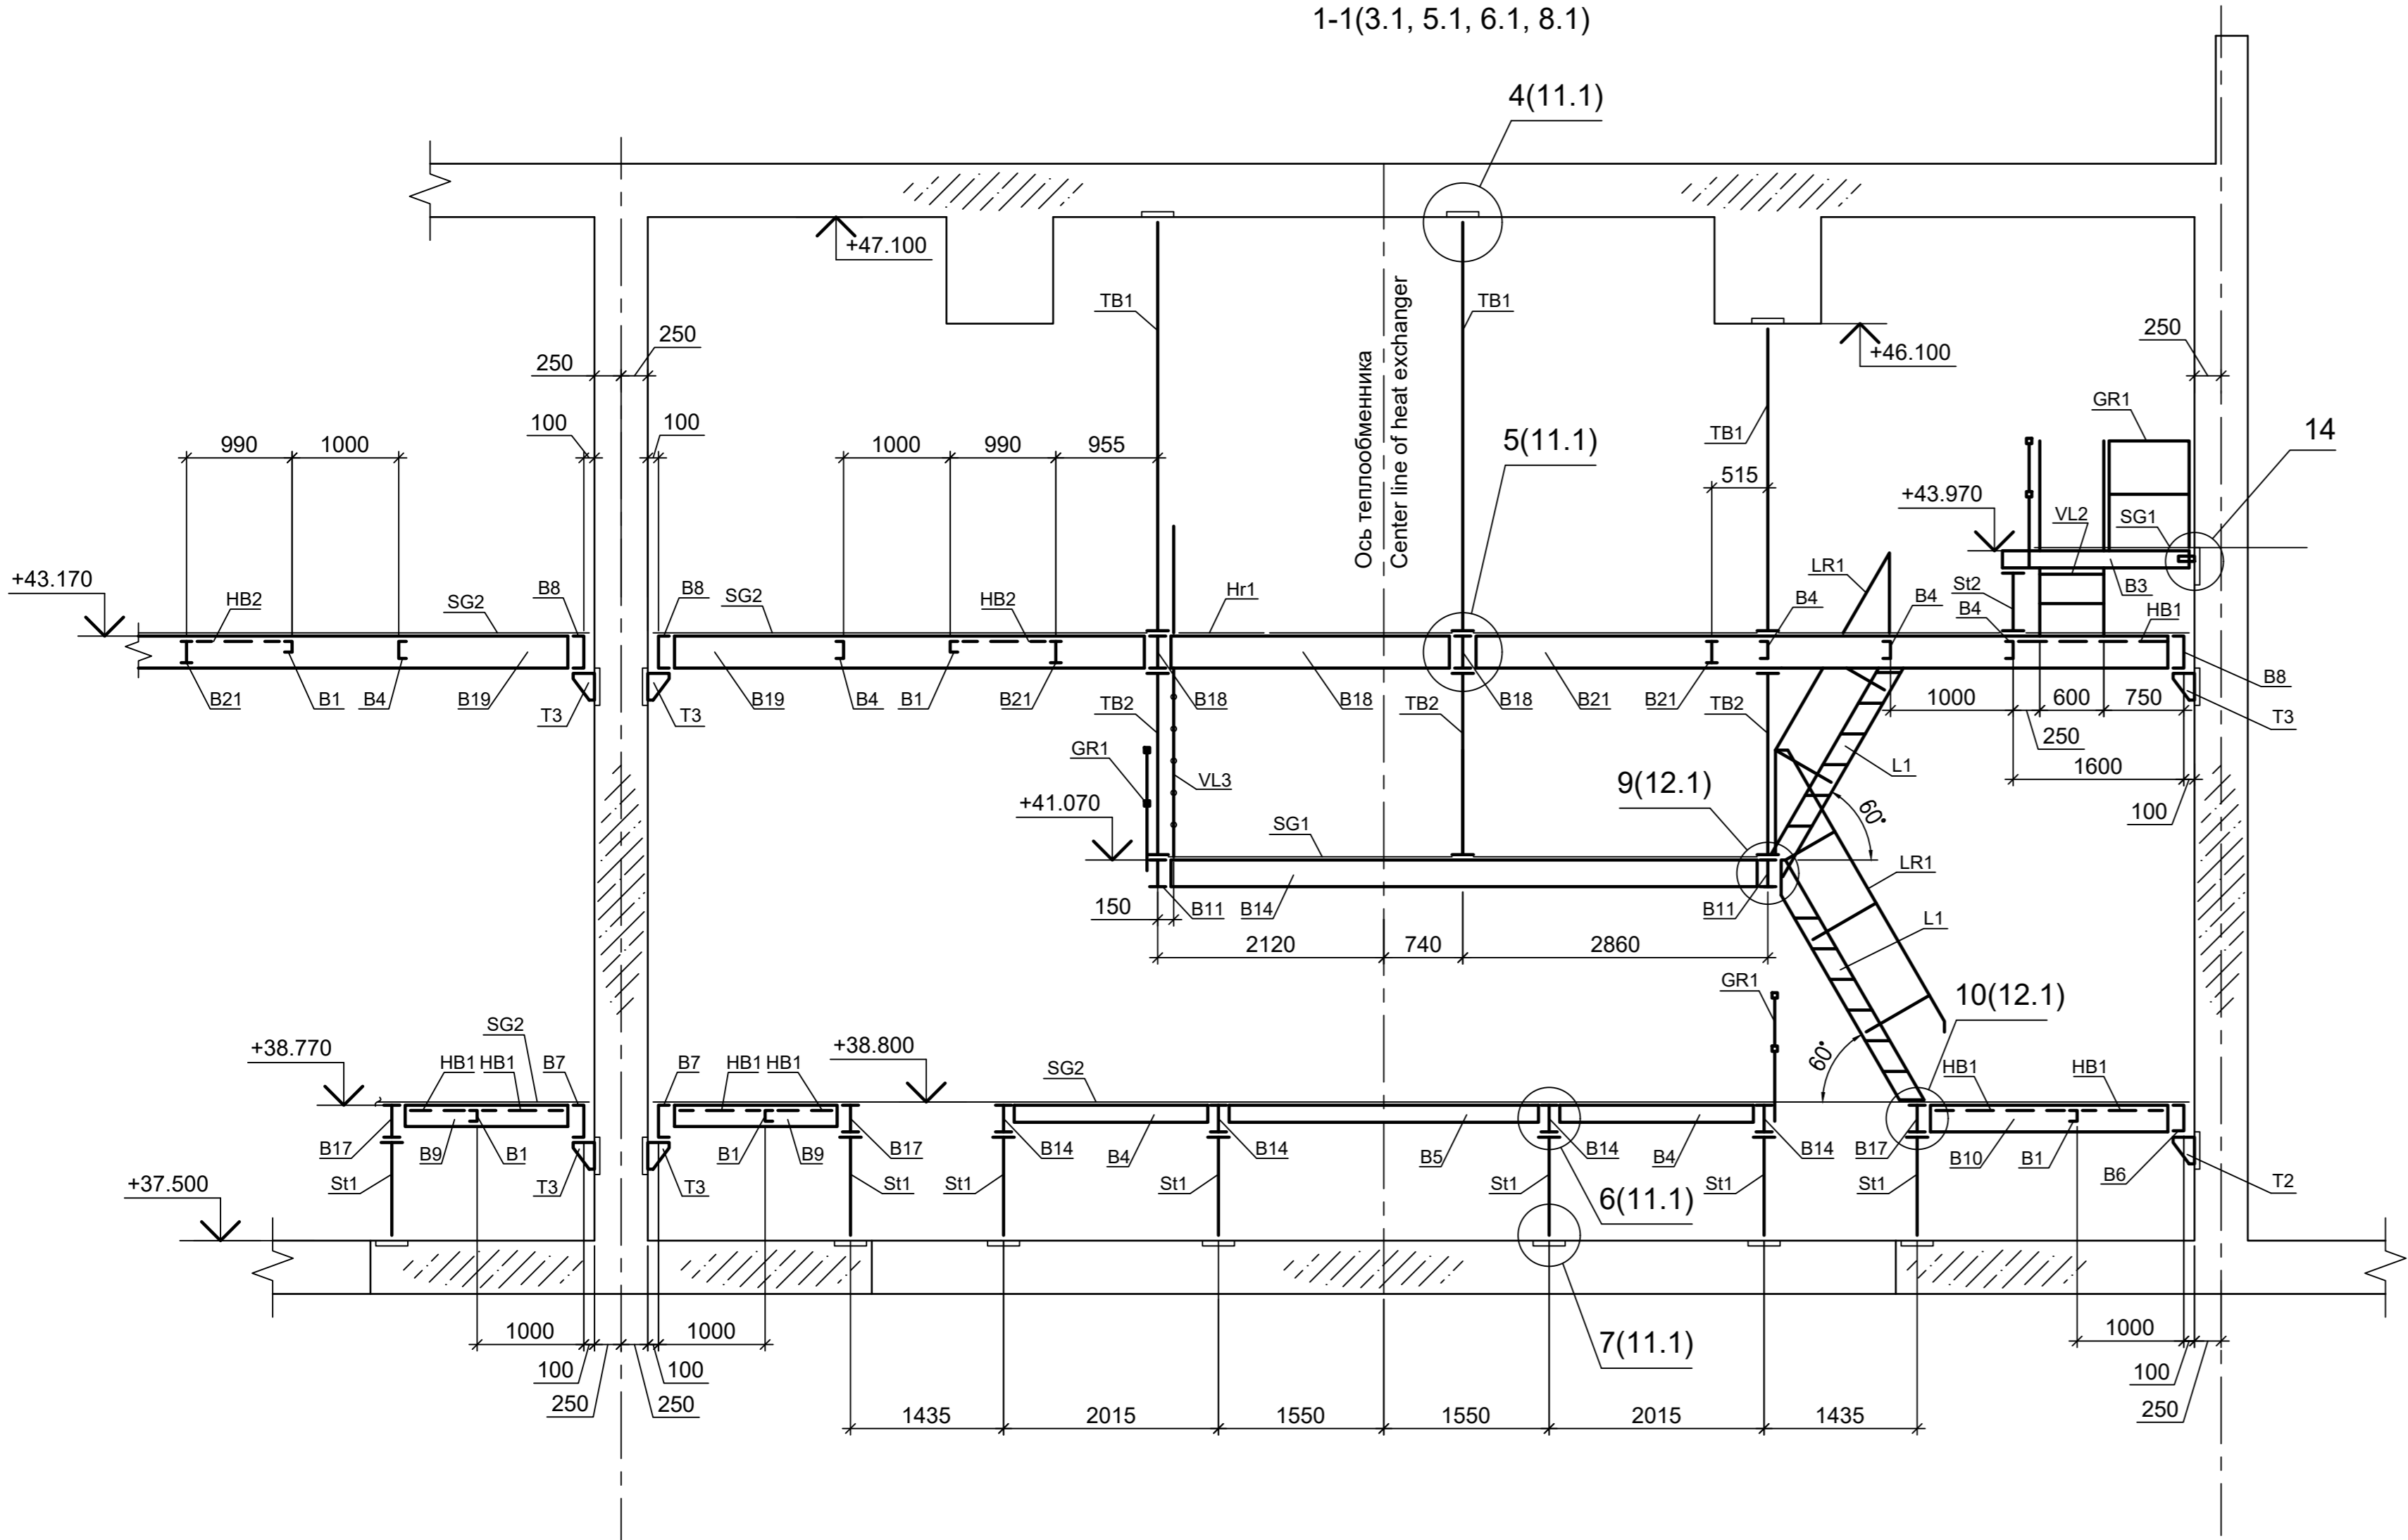 1-1(3.1, 5.1, 6.1, 8.1)
4(11.1)
+47.100
TB1
TB1
Ось теплообменника
Center line of heat exchanger
+46.100
250
250
250
100
100
990
1000
1000
990
955
5(11.1)
TB1
515
GR1
14
+43.970
VL2
SG1
+43.170
HB2
SG2
B8
B8
SG2
HB2
Hr1
LR1
B4
B4
St2
B4
B3
HB1
B21
B1
B4
B19
T3
T3
B19
B4
B1
B21
TB2
B18
B18
TB2
B18
B21
B21
TB2
1000
600
750
B8
T3
250
1600
100
GR1
VL3
9(12.1)
L1
60°
+41.070
SG1
LR1
150
B11
B14
B11
L1
2120
740
2860
GR1
10(12.1)
60°
+38.770
SG2
HB1
HB1
B7
B7
HB1
HB1
+38.800
SG2
HB1
HB1
B17
B9
B1
T3
T3
B1
B9
B17
B14
B4
B14
B5
B14
B4
B14
B17
B10
B1
B6
T2
St1
St1
St1
St1
St1
St1
St1
+37.500
6(11.1)
7(11.1)
1000
100
250
1000
100
250
1000
100
250
1435
2015
1550
1550
2015
1435